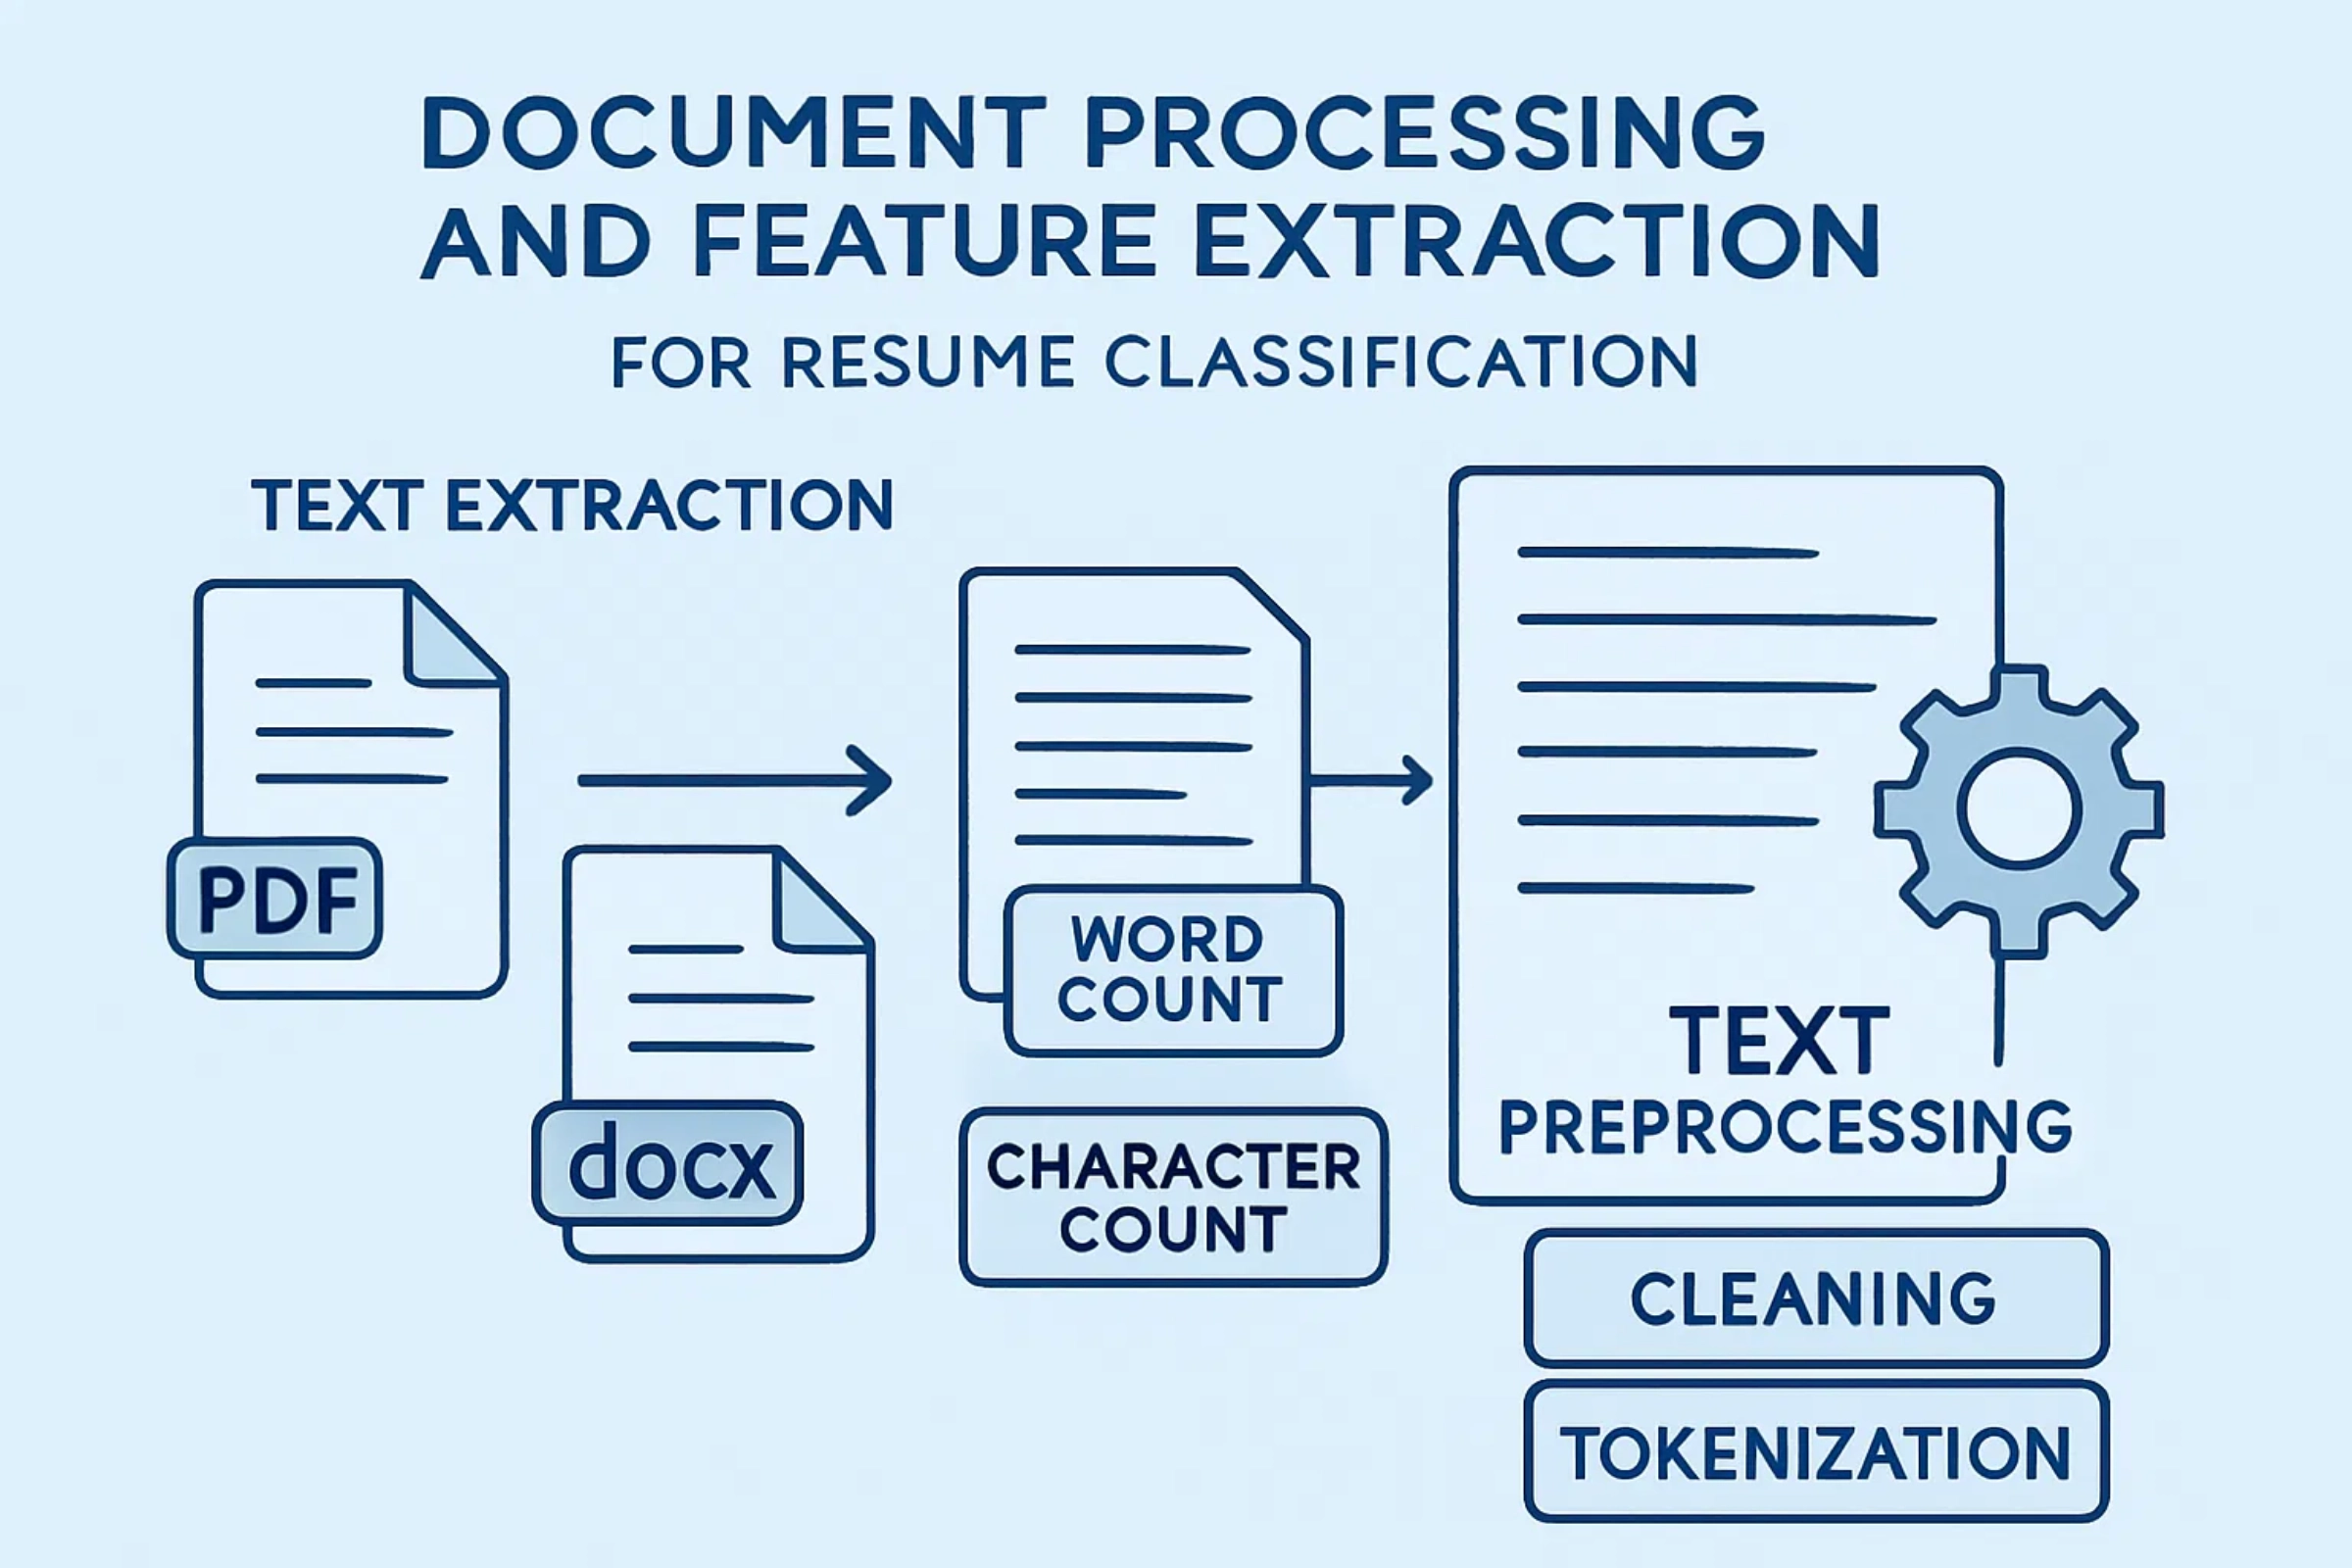 DOCUMENT PROCESSING
AND FEATURE EXTRACTION
FOR RESUME CLASSIFICATION
TEXT EXTRACTION
PDF
docx
WORD
COUNT
CHARACTER
COUNT
TEXT
PREPROCESSING
CLEANING
TOKENIZATION